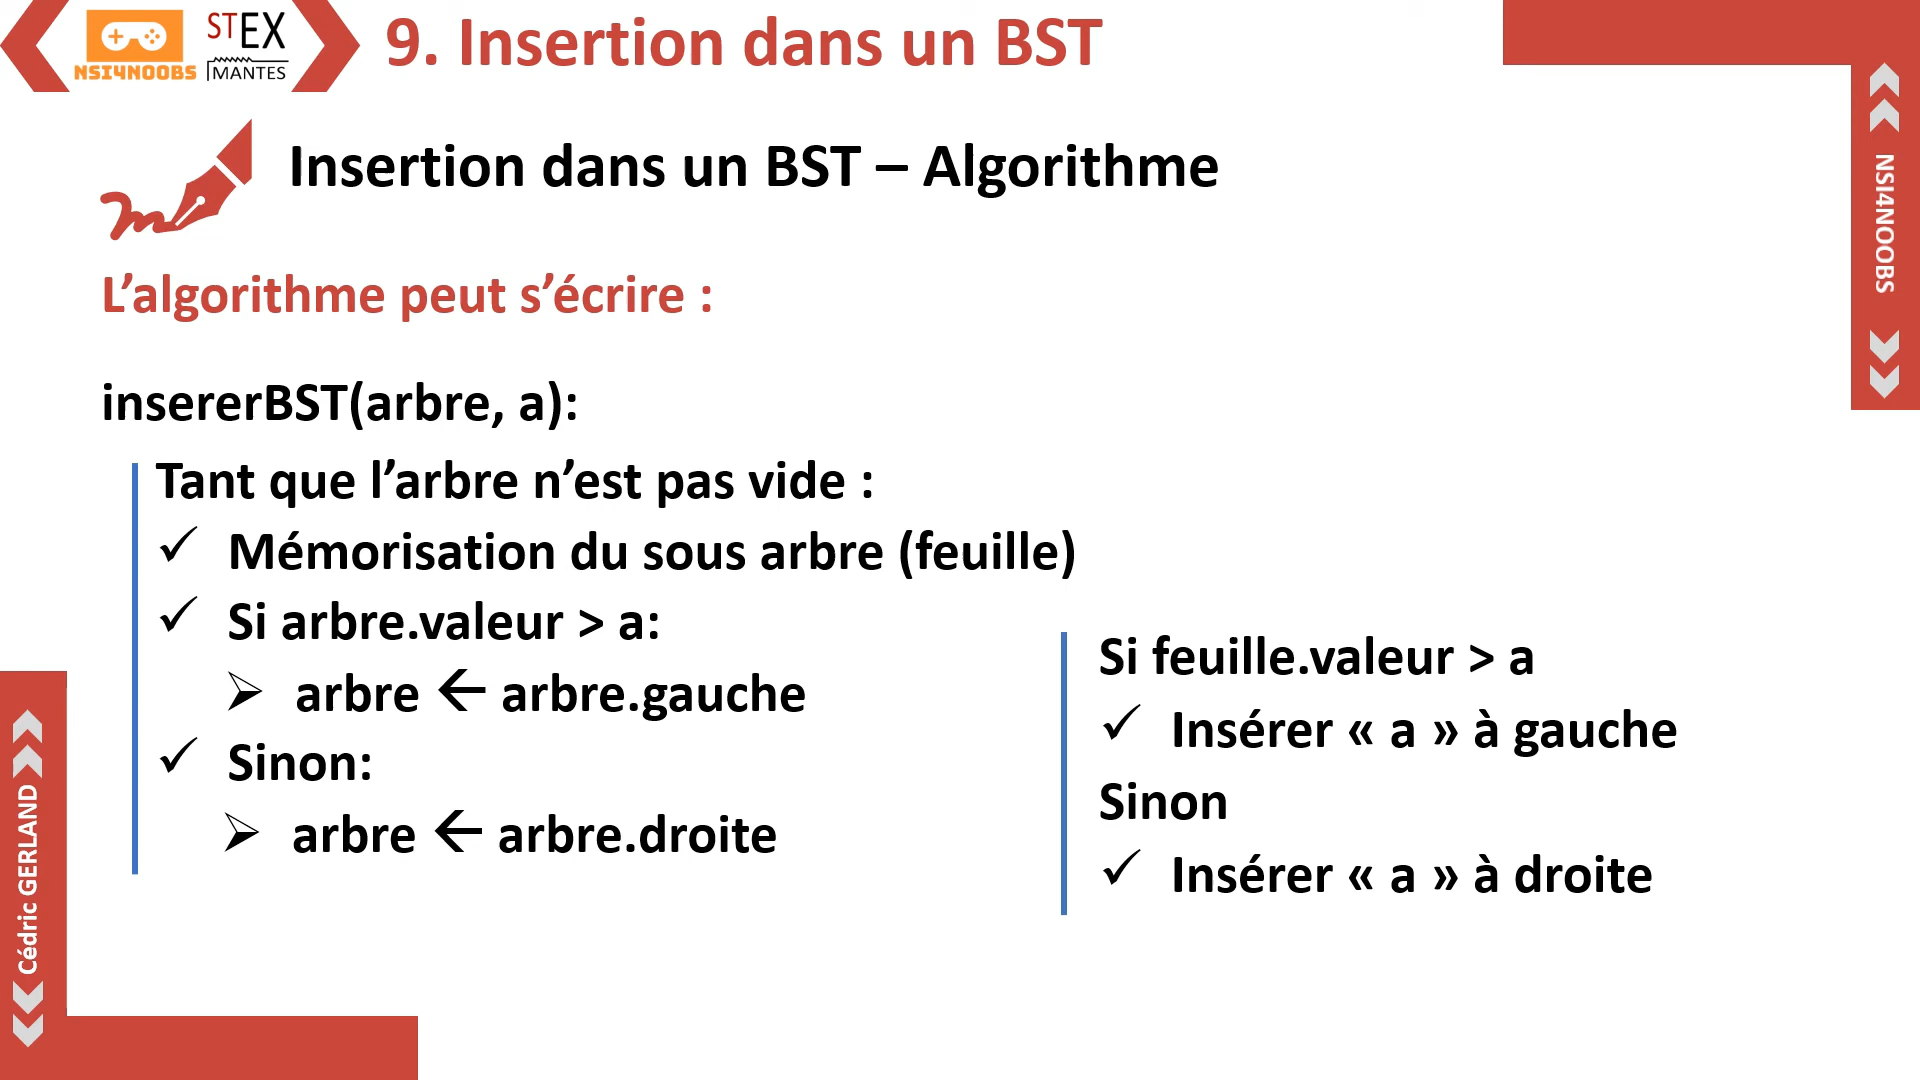 NSI4NOOBS
STEX
MANTES
9. Insertion dans un BST
Insertion dans un BST – Algorithme
L’algorithme peut s’écrire :
insererBST(arbre, a):
Tant que l’arbre n’est pas vide :
✓ Mémorisation du sous arbre (feuille)
✓ Si arbre.valeur > a:
➢ arbre ← arbre.gauche
✓ Sinon:
➢ arbre ← arbre.droite
Si feuille.valeur > a
✓ Insérer « a » à gauche
Sinon
✓ Insérer « a » à droite
NSI4NOOBS
Cédric GERLAND